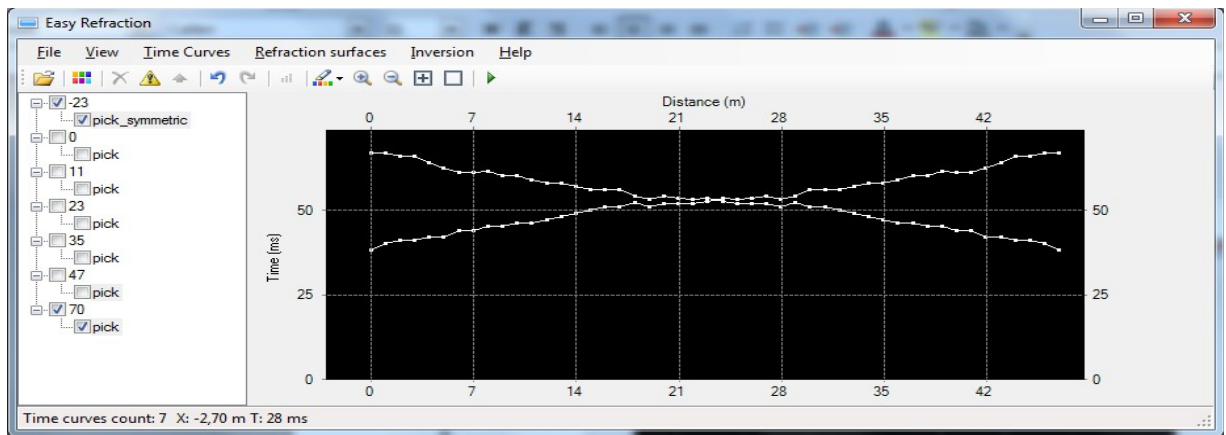 Easy Refraction
File View Time Curves Refraction surfaces Inversion Help
-23
pick_symmetric
0
pick
11
pick
23
pick
35
pick
47
pick
70
pick
Distance (m)
0 7 14 21 28 35 42
50 50
Time (ms)
25 25
0 0
0 7 14 21 28 35 42
Time curves count: 7 X: -2,70 m T: 28 ms